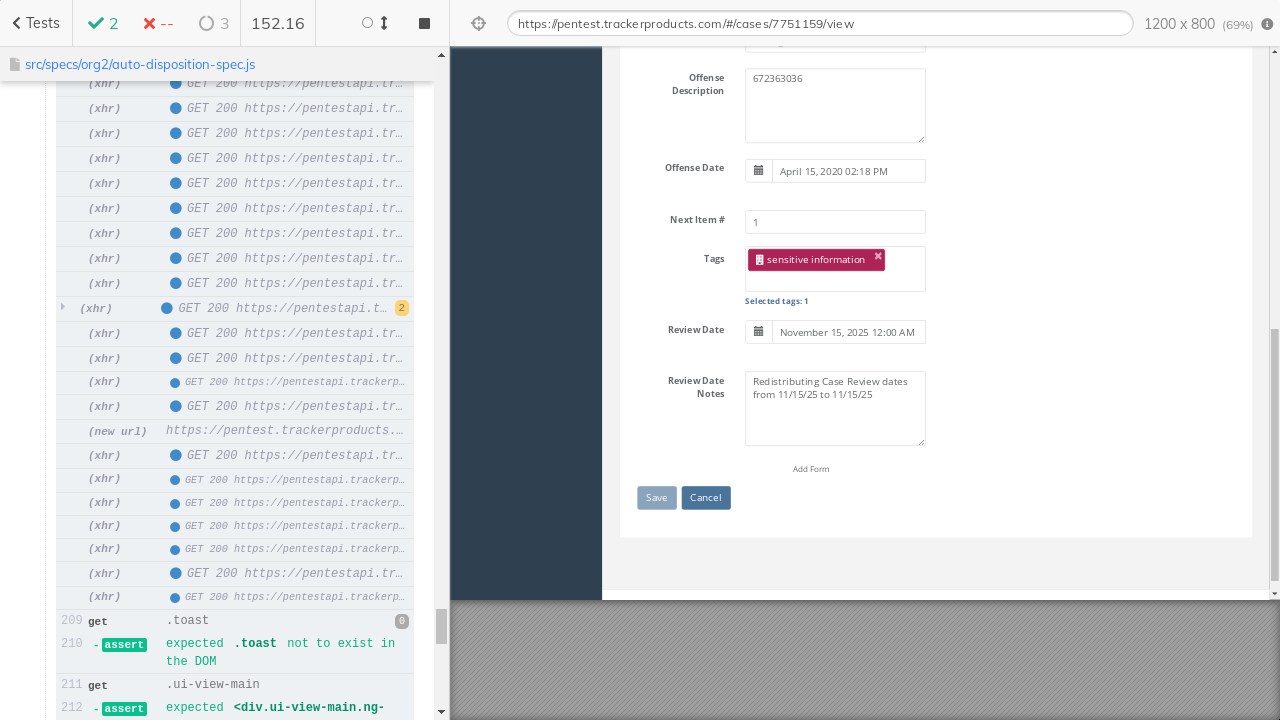 Tests
2
--
3
152.16
https://pentest.trackerproducts.com/#/cases/7751159/view
1200 x 800 (69%)
src/specs/org2/auto-disposition-spec.js
(xhr) GET 200 https://pentestapi.tr…
(xhr) GET 200 https://pentestapi.tr…
(xhr) GET 200 https://pentestapi.tr…
(xhr) GET 200 https://pentestapi.tr…
(xhr) GET 200 https://pentestapi.tr…
(xhr) GET 200 https://pentestapi.tr…
(xhr) GET 200 https://pentestapi.tr…
(xhr) GET 200 https://pentestapi.tr…
(xhr) GET 200 https://pentestapi.tr…
(xhr) GET 200 https://pentestapi.t… 2
(xhr) GET 200 https://pentestapi.tr…
(xhr) GET 200 https://pentestapi.tr…
(xhr) GET 200 https://pentestapi.trackerp…
(xhr) GET 200 https://pentestapi.tr…
(new url) https://pentest.trackerproducts.…
(xhr) GET 200 https://pentestapi.tr…
(xhr) GET 200 https://pentestapi.trackerp…
(xhr) GET 200 https://pentestapi.trackerp…
(xhr) GET 200 https://pentestapi.trackerp…
(xhr) GET 200 https://pentestapi.trackerp…
(xhr) GET 200 https://pentestapi.tr…
(xhr) GET 200 https://pentestapi.trackerp…
209 get .toast 0
210 - assert expected .toast not to exist in
the DOM
211 get .ui-view-main
212 - assert expected <div.ui-view-main.ng-
Offense
Description
672363036
Offense Date
April 15, 2020 02:18 PM
Next Item #
1
Tags
sensitive information ×
Selected tags: 1
Review Date
November 15, 2025 12:00 AM
Review Date
Notes
Redistributing Case Review dates
from 11/15/25 to 11/15/25
Add Form
Save
Cancel